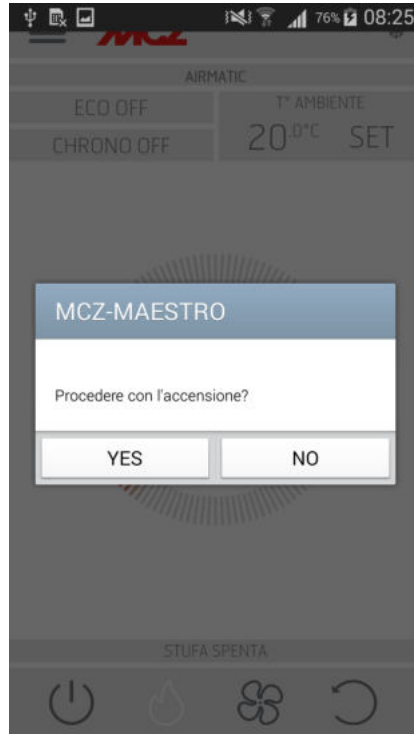 76% 08:25
MCZ
AIRMATIC
ECO OFF
T° AMBIENTE
CHRONO OFF
20.0°C SET
MCZ-MAESTRO
Procedere con l'accensione?
YES NO
STUFA SPENTA